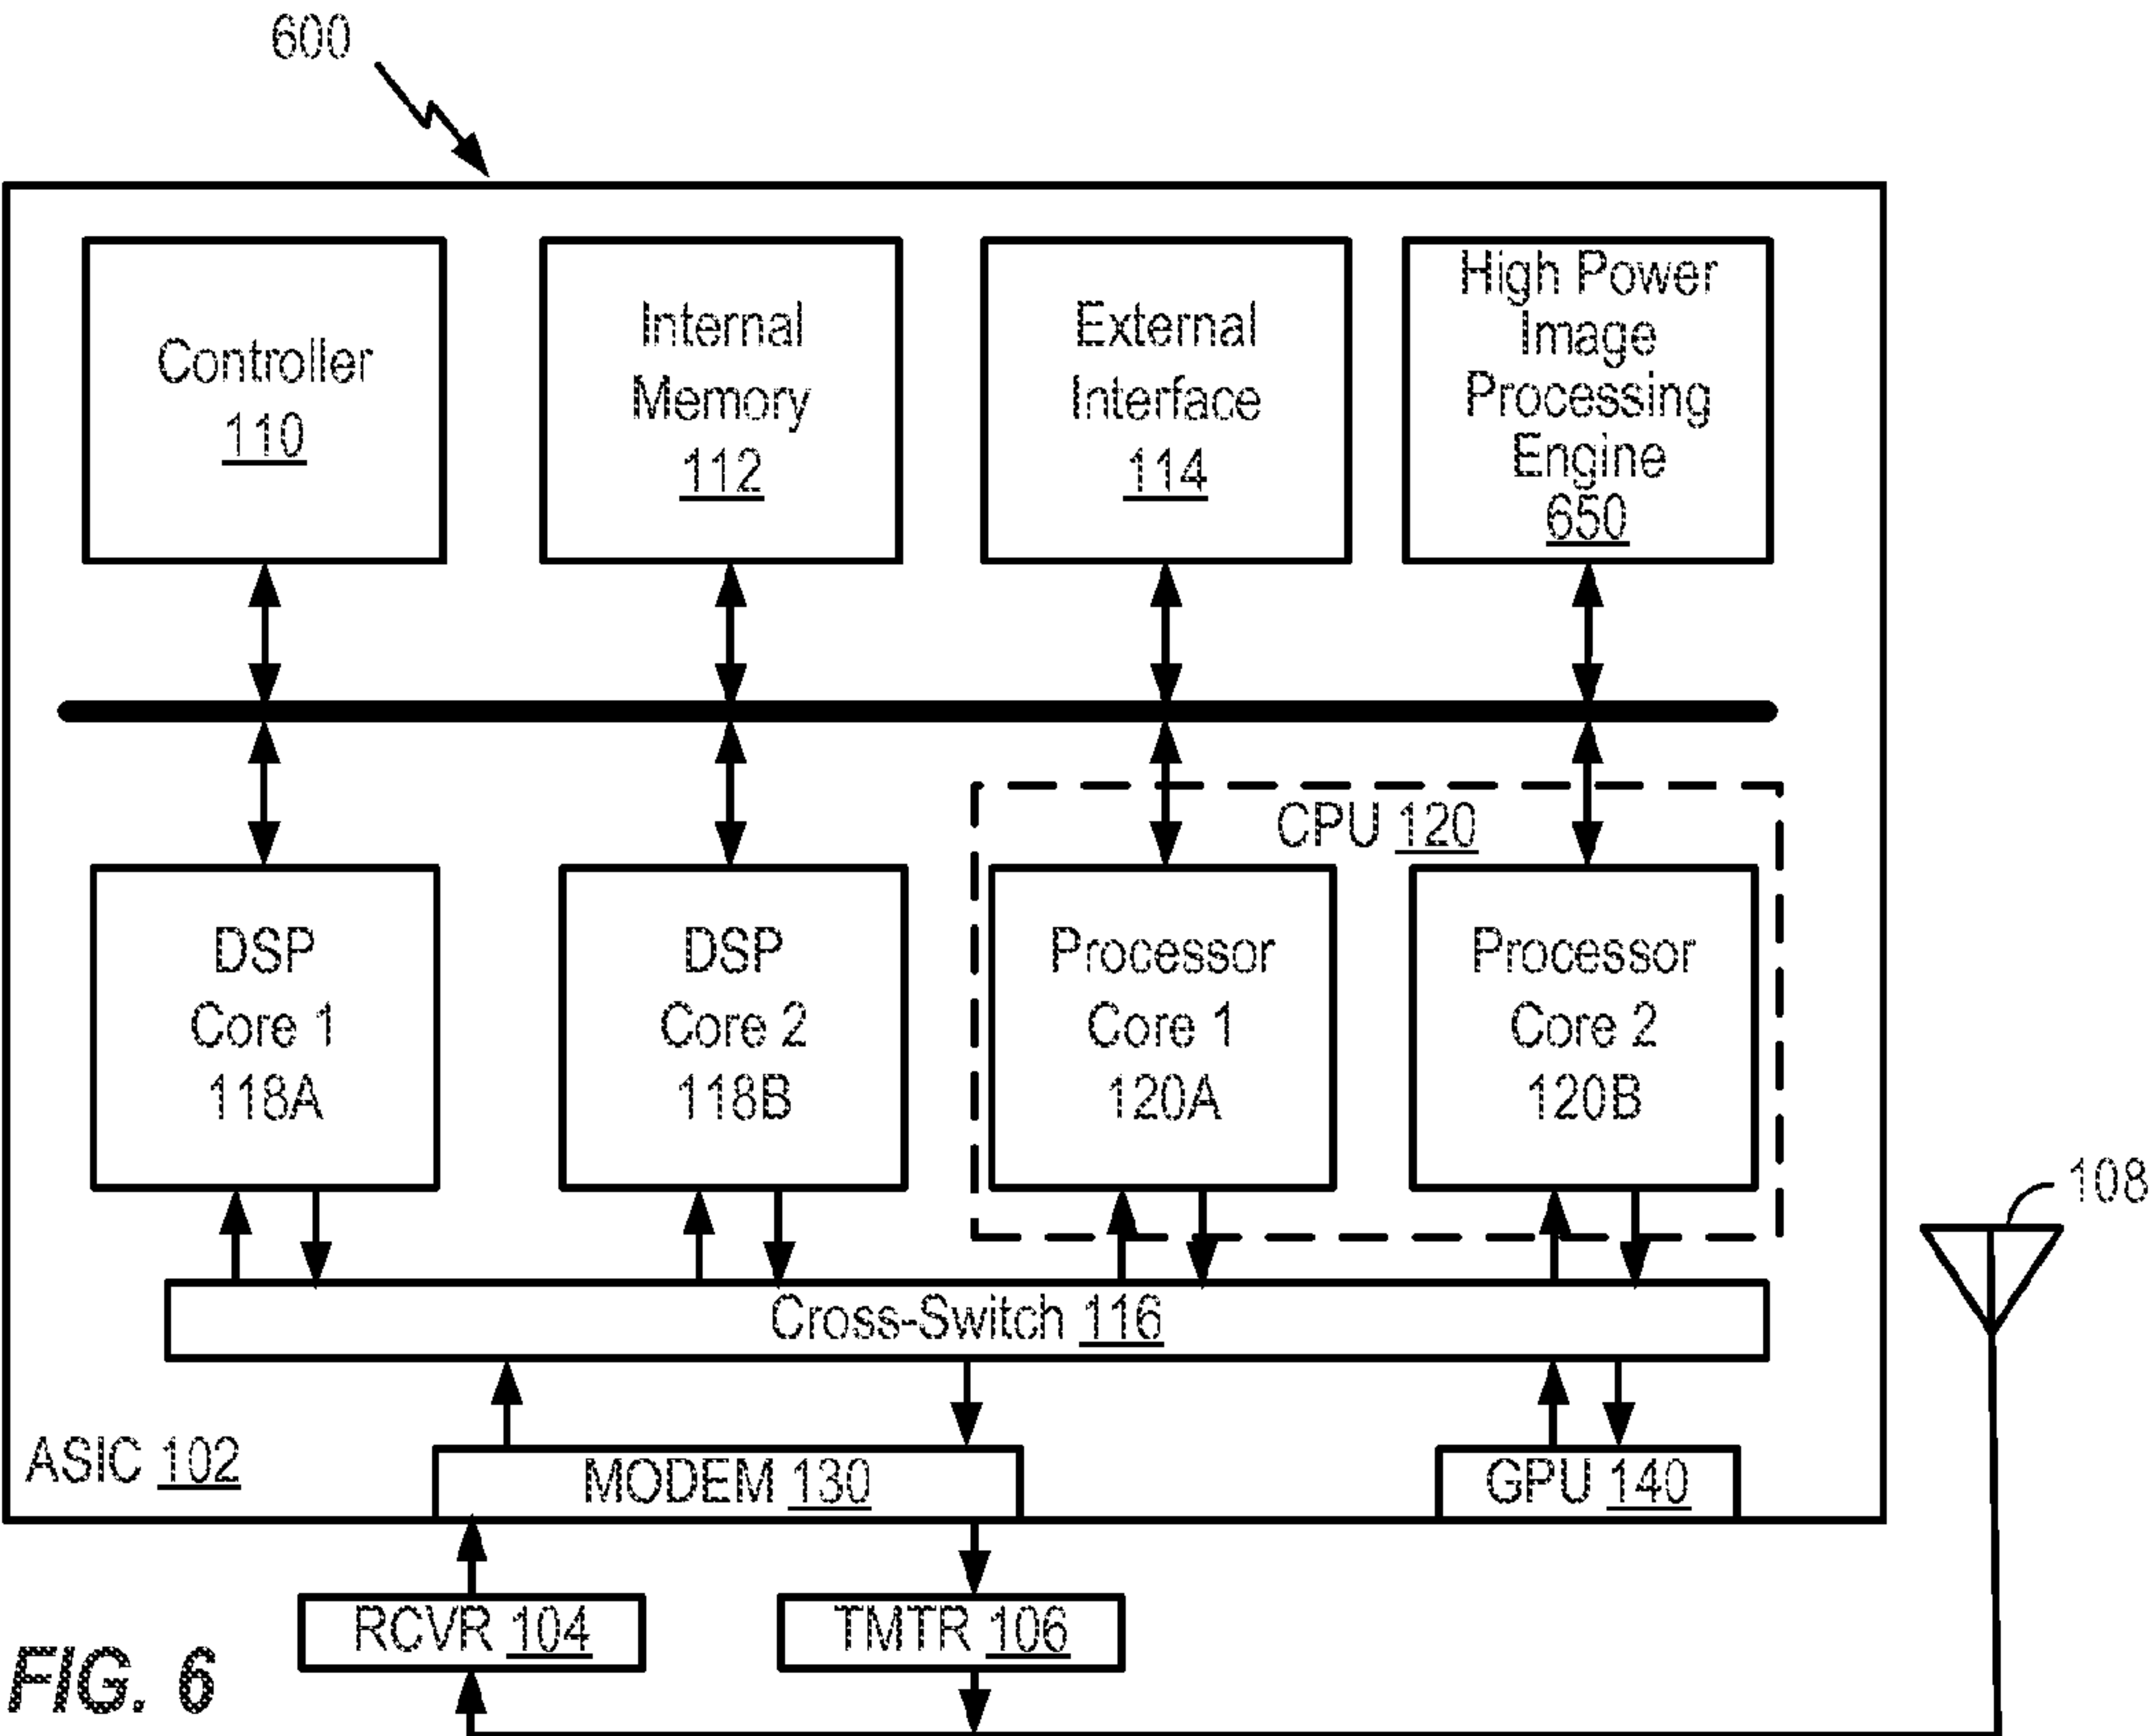 600
Controller
110
Internal
Memory
112
External
Interface
114
High Power
Image
Processing
Engine
650
CPU 120
DSP
Core 1
118A
DSP
Core 2
118B
Processor
Core 1
120A
Processor
Core 2
120B
108
Cross-Switch 116
ASIC 102
MODEM 130
GPU 140
RCVR 104
TMTR 106
FIG. 6